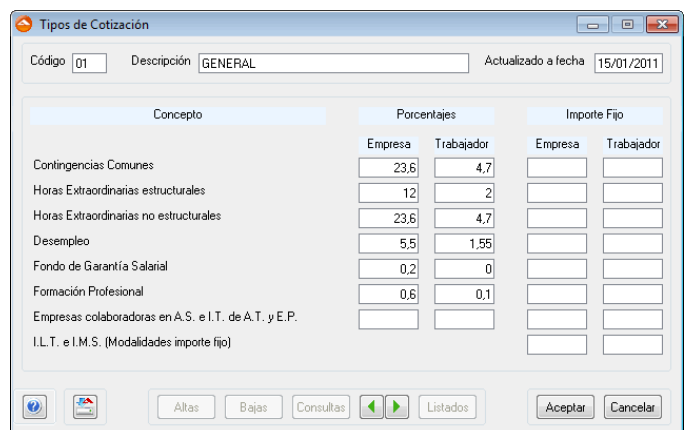 Tipos de Cotización
Código 01 Descripción GENERAL Actualizado a fecha 15/01/2011
Concepto Porcentajes Importe Fijo
Empresa Trabajador Empresa Trabajador
Contingencias Comunes 23,6 4,7
Horas Extraordinarias estructurales 12 2
Horas Extraordinarias no estructurales 23,6 4,7
Desempleo 5,5 1,55
Fondo de Garantía Salarial 0,2 0
Formación Profesional 0,6 0,1
Empresas colaboradoras en A.S. e I.T. de A.T. y E.P.
I.L.T. e I.M.S. (Modalidades importe fijo)
Altas Bajas Consultas Listados Aceptar Cancelar